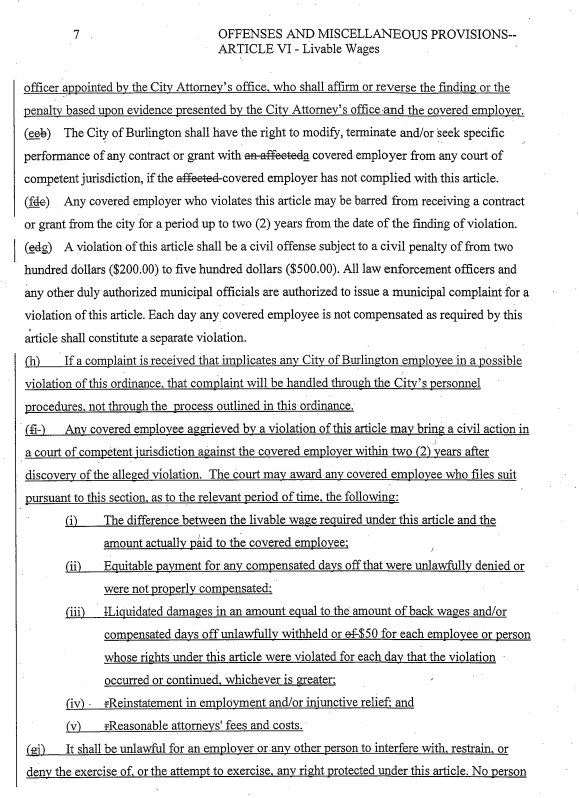 7
OFFENSES AND MISCELLANEOUS PROVISIONS--
ARTICLE VI - Livable Wages
officer appointed by the City Attorney's office, who shall affirm or reverse the finding or the
penalty based upon evidence presented by the City Attorney's office and the covered employer.
(eeb) The City of Burlington shall have the right to modify, terminate and/or seek specific
performance of any contract or grant with an affecteda covered employer from any court of
competent jurisdiction, if the affected covered employer has not complied with this article.
(fde) Any covered employer who violates this article may be barred from receiving a contract
or grant from the city for a period up to two (2) years from the date of the finding of violation.
(edg) A violation of this article shall be a civil offense subject to a civil penalty of from two
hundred dollars ($200.00) to five hundred dollars ($500.00). All law enforcement officers and
any other duly authorized municipal officials are authorized to issue a municipal complaint for a
violation of this article. Each day any covered employee is not compensated as required by this
article shall constitute a separate violation.
(h) If a complaint is received that implicates any City of Burlington employee in a possible
violation of this ordinance, that complaint will be handled through the City's personnel
procedures, not through the process outlined in this ordinance.
(fi-) Any covered employee aggrieved by a violation of this article may bring a civil action in
a court of competent jurisdiction against the covered employer within two (2) years after
discovery of the alleged violation. The court may award any covered employee who files suit
pursuant to this section, as to the relevant period of time, the following:
(i) The difference between the livable wage required under this article and the
amount actually paid to the covered employee;
(ii) Equitable payment for any compensated days off that were unlawfully denied or
were not properly compensated;
(iii) lLiquidated damages in an amount equal to the amount of back wages and/or
compensated days off unlawfully withheld or of $50 for each employee or person
whose rights under this article were violated for each day that the violation
occurred or continued, whichever is greater;
(iv) rReinstatement in employment and/or injunctive relief; and
(v) rReasonable attorneys' fees and costs.
(gj) It shall be unlawful for an employer or any other person to interfere with, restrain, or
deny the exercise of, or the attempt to exercise, any right protected under this article. No person